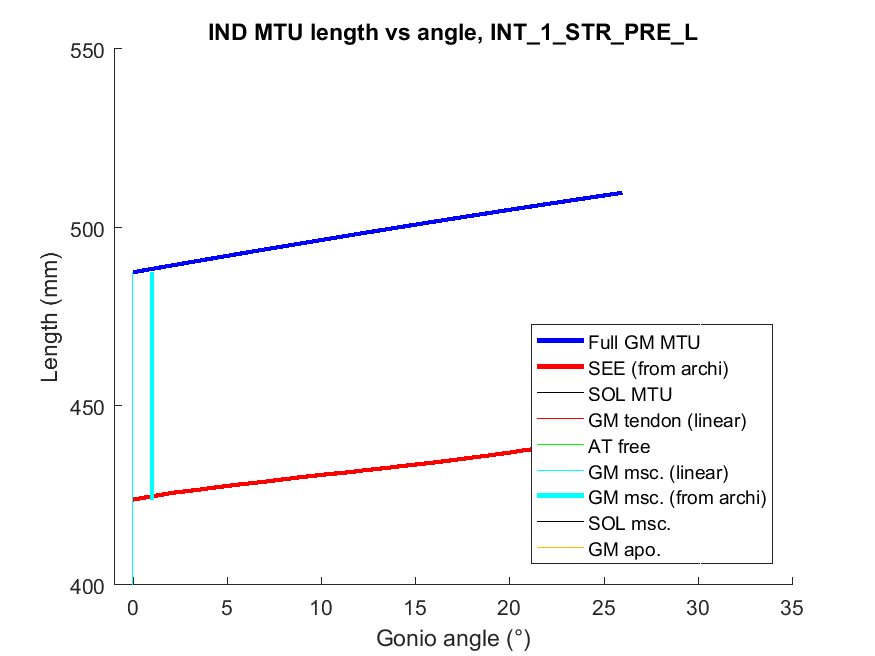 IND MTU length vs angle, INT_1_STR_PRE_L
550
500
450
400
Length (mm)
0 5 10 15 20 25 30 35
Gonio angle (°)
Full GM MTU
SEE (from archi)
SOL MTU
GM tendon (linear)
AT free
GM msc. (linear)
GM msc. (from archi)
SOL msc.
GM apo.